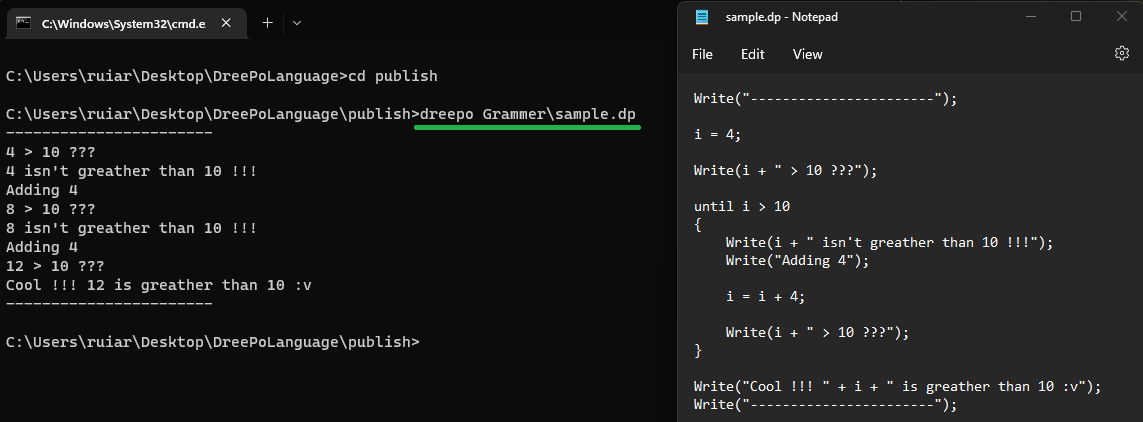 C:\Windows\System32\cmd.e
C:\Users\ruiar\Desktop\DreePoLanguage>cd publish
C:\Users\ruiar\Desktop\DreePoLanguage\publish>dreepo Grammer\sample.dp
-----------------------
4 > 10 ???
4 isn't greather than 10 !!!
Adding 4
8 > 10 ???
8 isn't greather than 10 !!!
Adding 4
12 > 10 ???
Cool !!! 12 is greather than 10 :v
-----------------------
C:\Users\ruiar\Desktop\DreePoLanguage\publish>
sample.dp - Notepad
File Edit View
Write("-----------------------");
i = 4;
Write(i + " > 10 ???");
until i > 10
{
Write(i + " isn't greather than 10 !!!");
Write("Adding 4");
i = i + 4;
Write(i + " > 10 ???");
}
Write("Cool !!! " + i + " is greather than 10 :v");
Write("-----------------------");